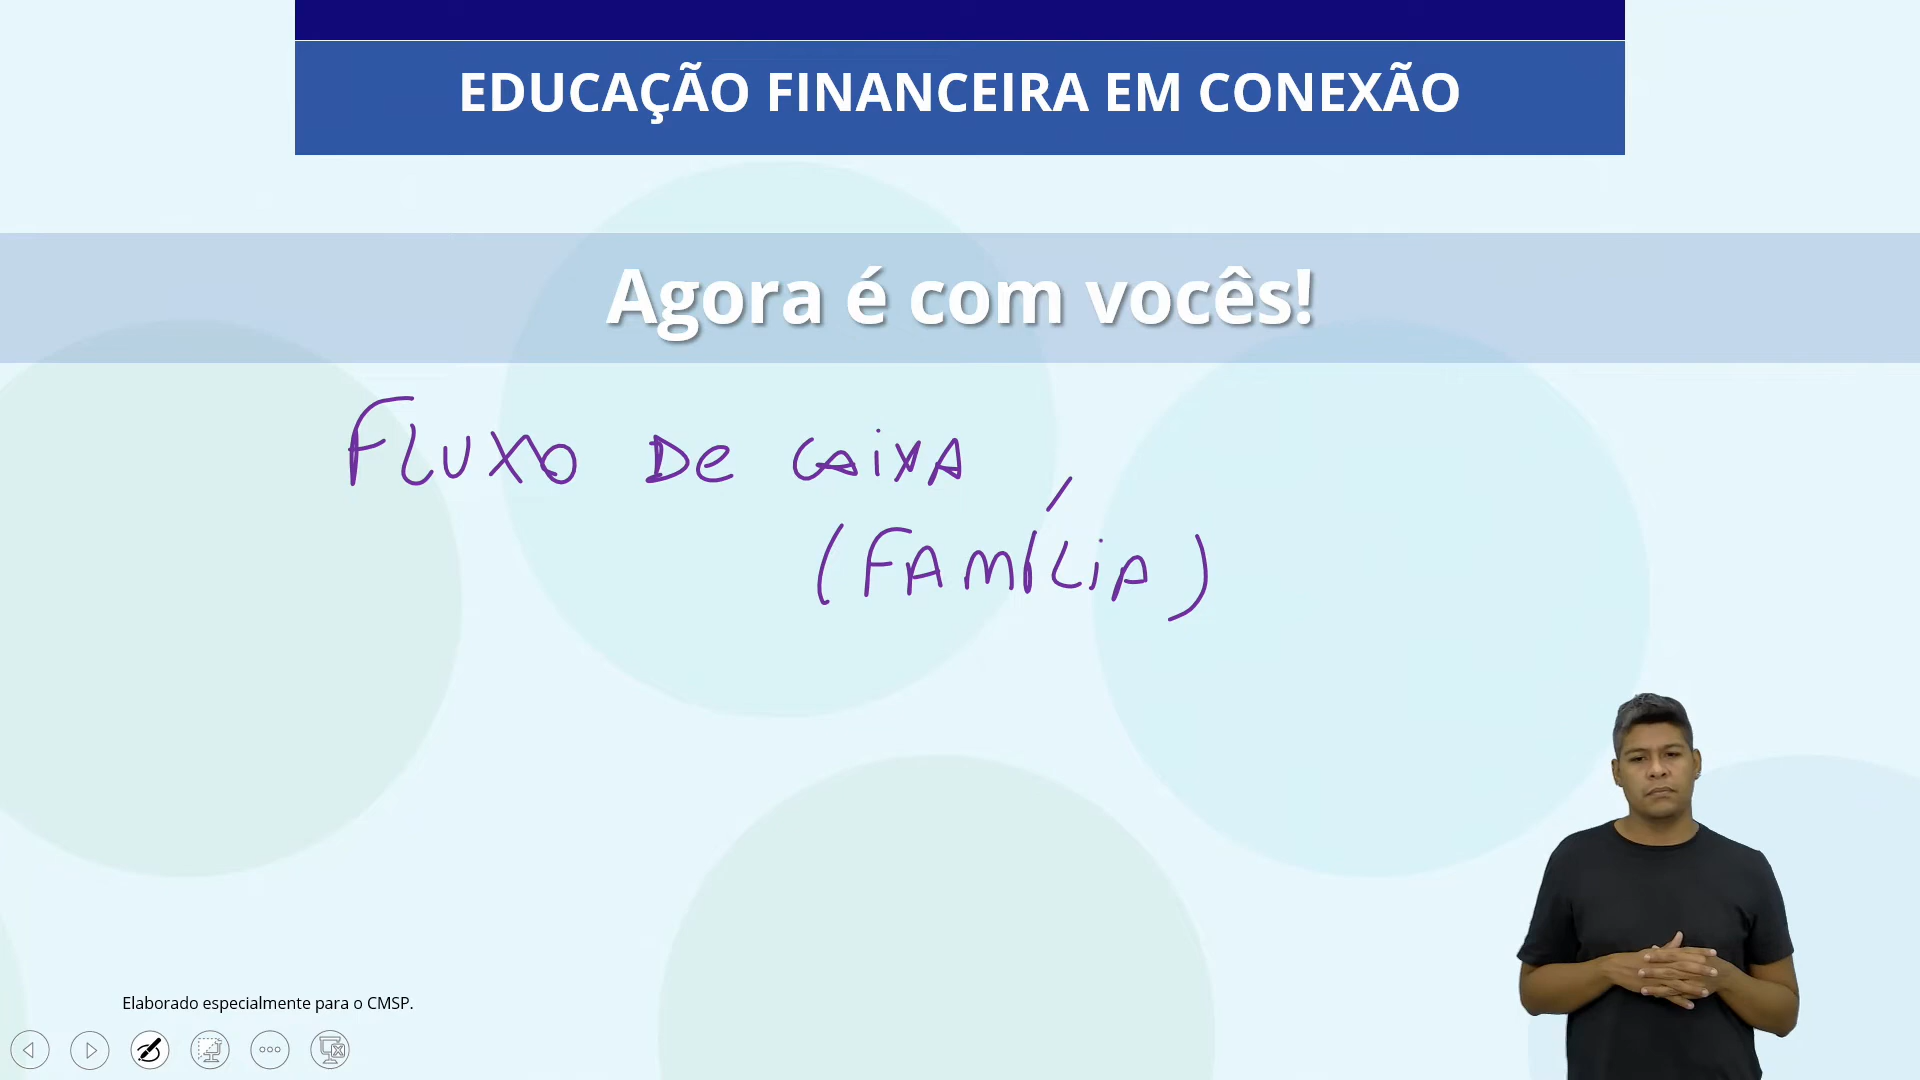 EDUCAÇÃO FINANCEIRA EM CONEXÃO
Agora é com vocês!
FLUXO DE CAIXA
(FAMÍLIA)
Elaborado especialmente para o CMSP.